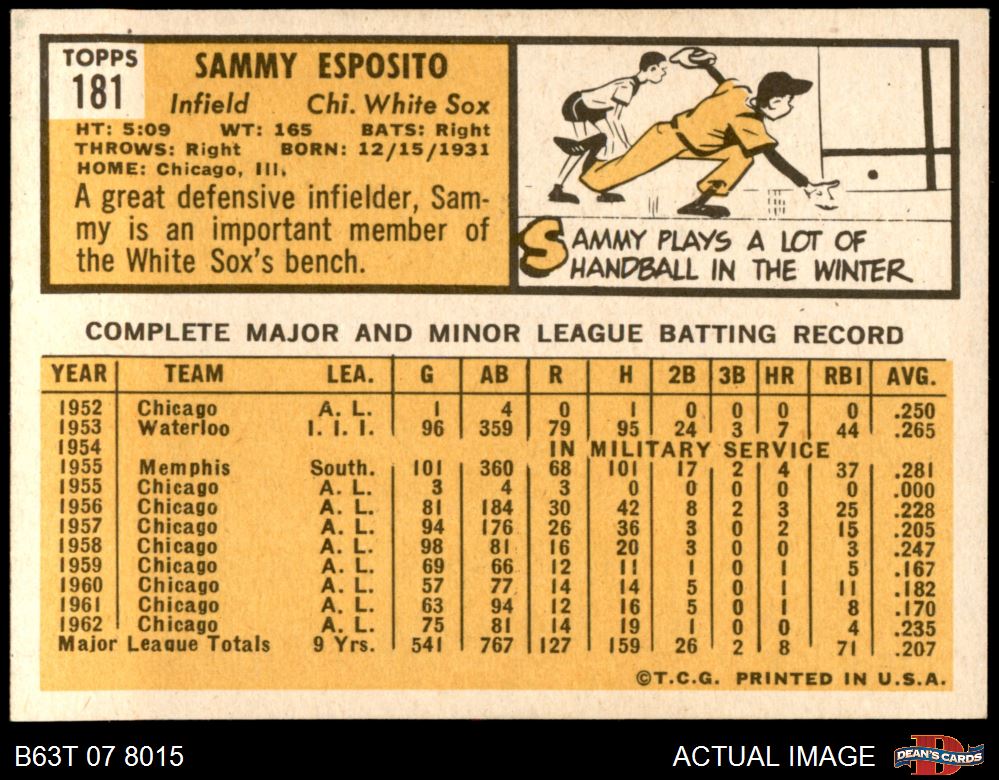 TOPPS
181
SAMMY ESPOSITO
Infield Chi. White Sox
HT: 5:09 WT: 165 BATS: Right
THROWS: Right BORN: 12/15/1931
HOME: Chicago, Ill.
A great defensive infielder, Sam-
my is an important member of
the White Sox's bench.
SAMMY PLAYS A LOT OF
HANDBALL IN THE WINTER
COMPLETE MAJOR AND MINOR LEAGUE BATTING RECORD
YEAR TEAM LEA. G AB R H 2B 3B HR RBI AVG.
1952 Chicago A. L. 1 4 0 1 0 0 0 0 .250
1953 Waterloo I. I. I. 96 359 79 95 24 3 7 44 .265
1954 IN MILITARY SERVICE
1955 Memphis South. 101 360 68 101 17 2 4 37 .281
1955 Chicago A. L. 3 4 3 0 0 0 0 0 .000
1956 Chicago A. L. 81 184 30 42 8 2 3 25 .228
1957 Chicago A. L. 94 176 26 36 3 0 2 15 .205
1958 Chicago A. L. 98 81 16 20 3 0 0 3 .247
1959 Chicago A. L. 69 66 12 11 1 0 1 5 .167
1960 Chicago A. L. 57 77 14 14 5 0 1 11 .182
1961 Chicago A. L. 63 94 12 16 5 0 1 8 .170
1962 Chicago A. L. 75 81 14 19 1 0 0 4 .235
Major League Totals 9 Yrs. 541 767 127 159 26 2 8 71 .207
©T.C.G. PRINTED IN U.S.A.
B63T 07 8015 ACTUAL IMAGE DEAN'S CARDS